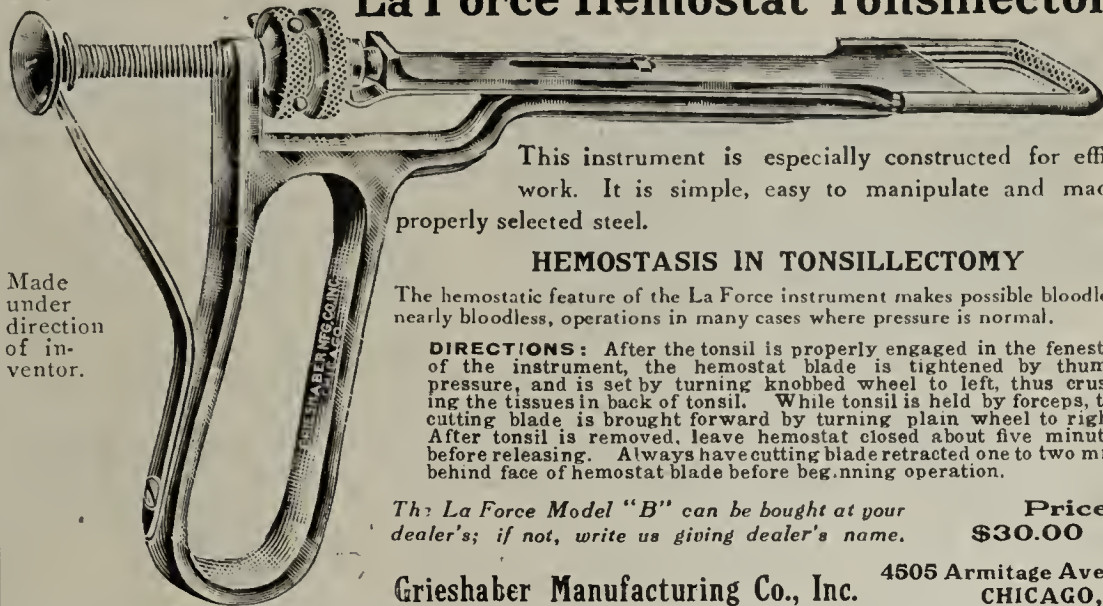 La Force Hemostat Tonsillector
This instrument is especially constructed for effi
work. It is simple, easy to manipulate and mad
properly selected steel.
HEMOSTASIS IN TONSILLECTOMY
Made
under
direction
of in-
ventor.
The hemostatic feature of the La Force instrument makes possible bloodle
nearly bloodless, operations in many cases where pressure is normal.
DIRECTIONS: After the tonsil is properly engaged in the fenest
of the instrument, the hemostat blade is tightened by thum
pressure, and is set by turning knobbed wheel to left, thus crus
ing the tissues in back of tonsil. While tonsil is held by forceps, t
cutting blade is brought forward by turning plain wheel to righ
After tonsil is removed, leave hemostat closed about five minut
before releasing. Always have cutting blade retracted one to two m
behind face of hemostat blade before beg.nning operation.
GRIESHABER MFG. CO. INC.
CHICAGO
The La Force Model "B" can be bought at your
dealer's; if not, write us giving dealer's name.
Price
$30.00
Grieshaber Manufacturing Co., Inc.
4505 Armitage Ave
CHICAGO,